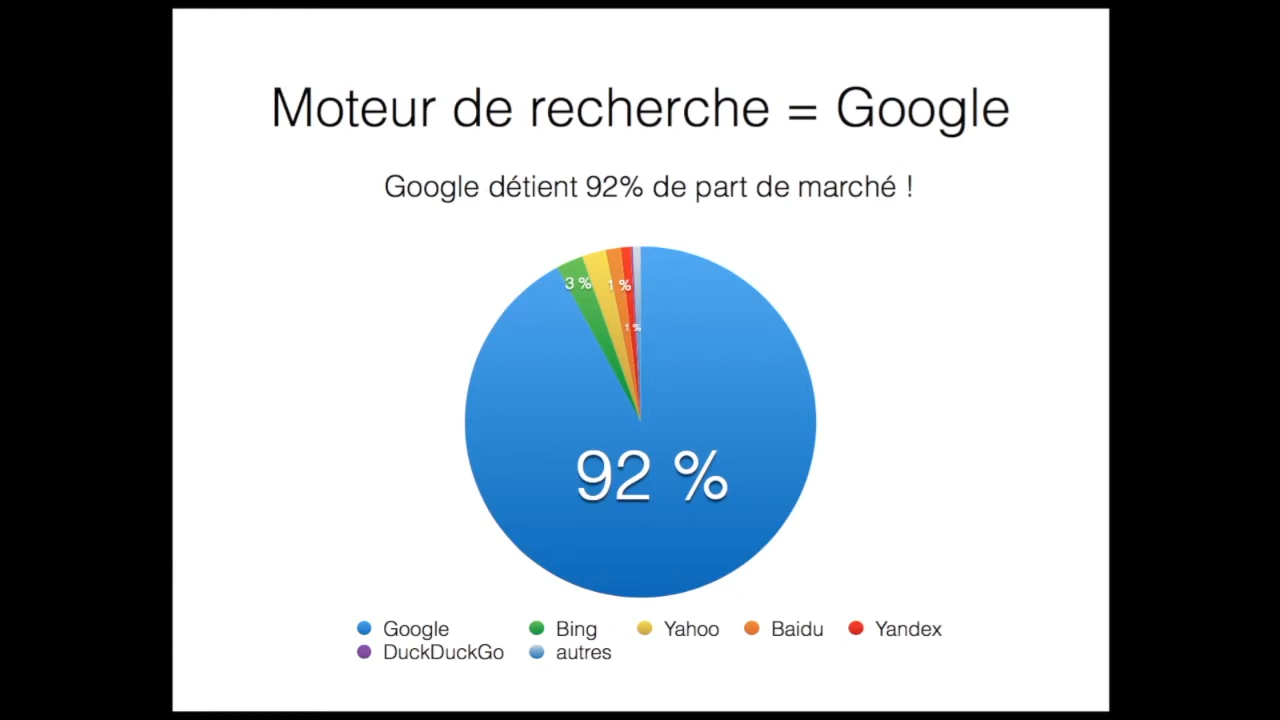 Moteur de recherche = Google
Google détient 92% de part de marché !
3 %
1 %
1 %
92 %
Google
Bing
Yahoo
Baidu
Yandex
DuckDuckGo
autres